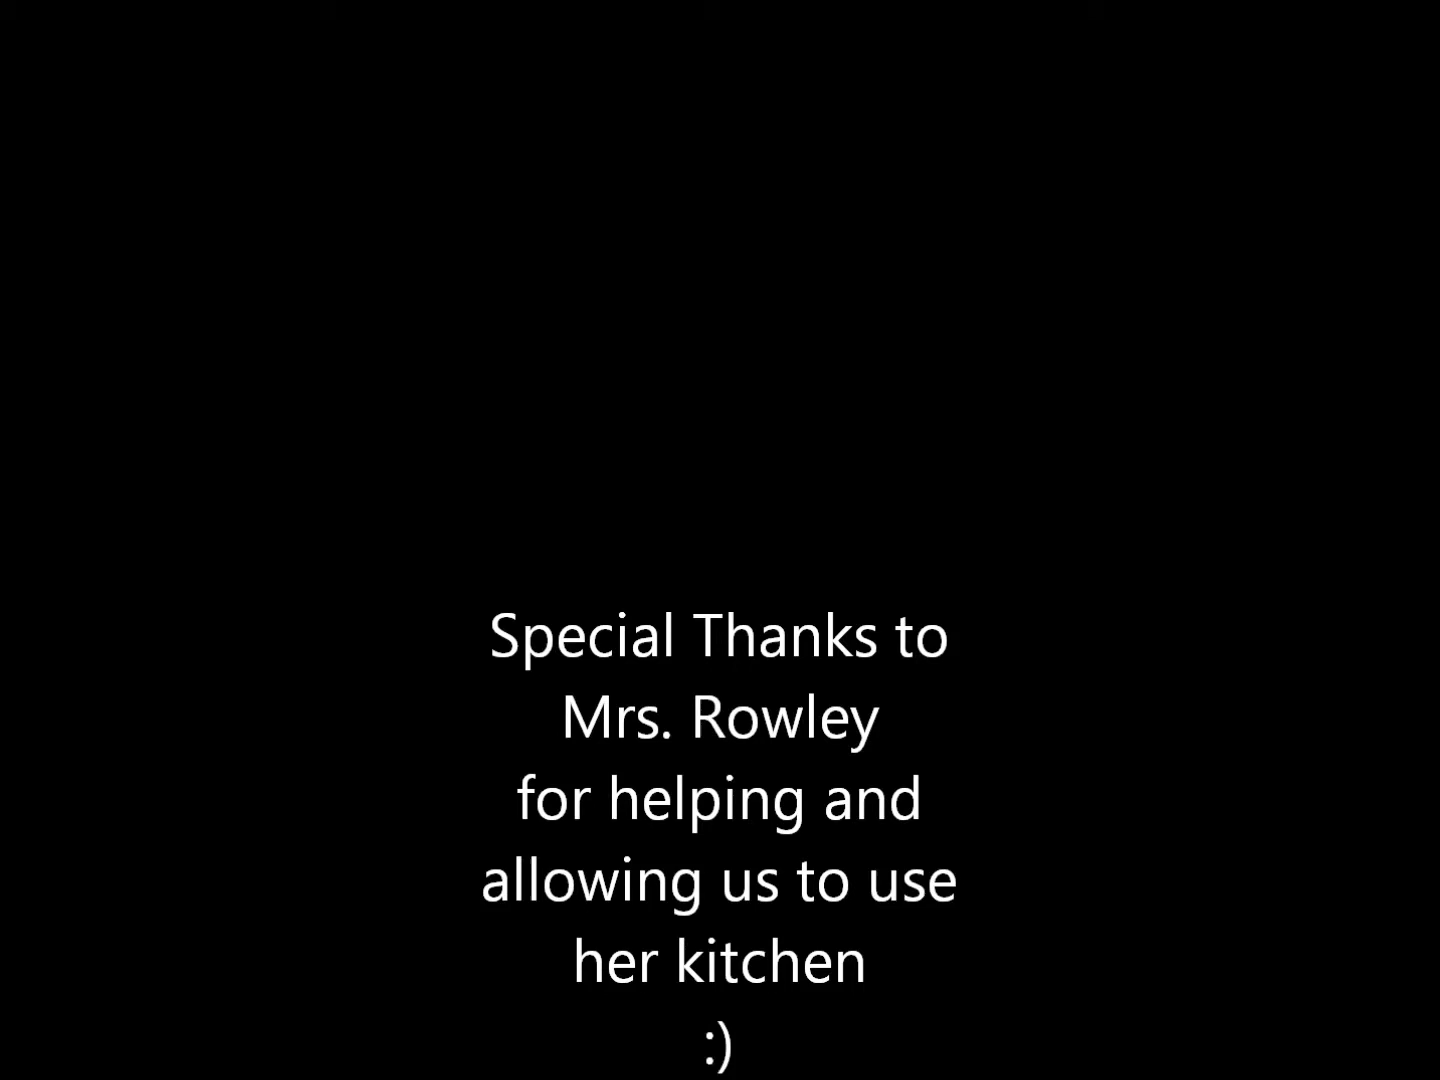 Special Thanks to
Mrs. Rowley
for helping and
allowing us to use
her kitchen
:)